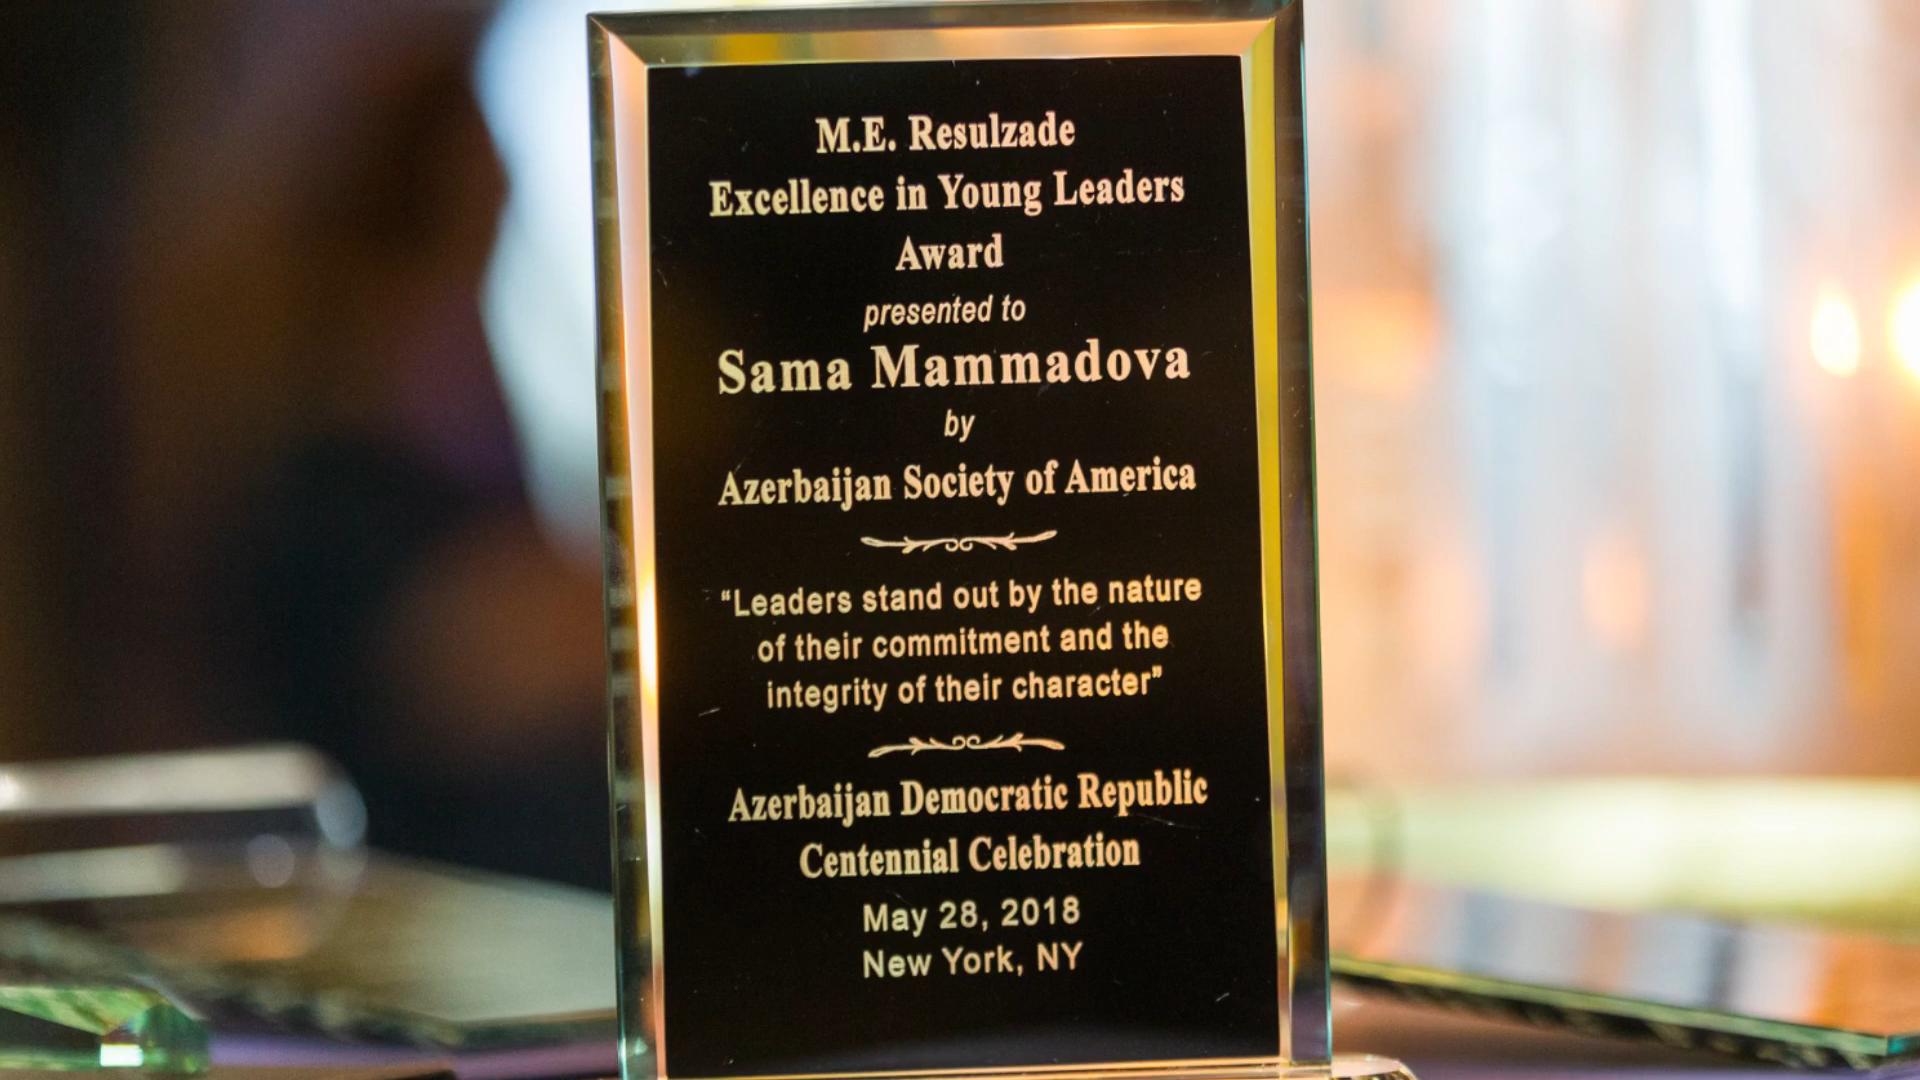 M.E. Resulzade
Excellence in Young Leaders
Award
presented to
Sama Mammadova
by
Azerbaijan Society of America
“Leaders stand out by the nature
of their commitment and the
integrity of their character”
Azerbaijan Democratic Republic
Centennial Celebration
May 28, 2018
New York, NY